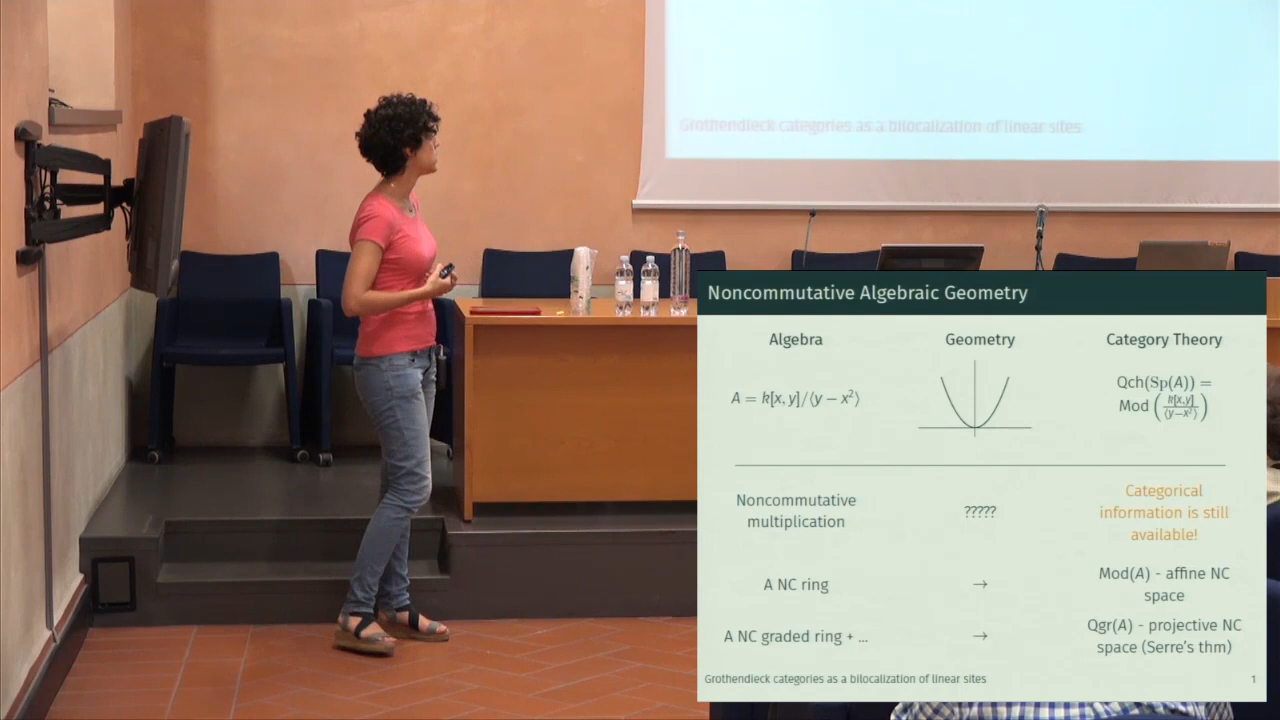 Grothendieck categories as a bilocalization of linear sites
Noncommutative Algebraic Geometry
Algebra Geometry Category Theory
A = k[x, y]/⟨y − x²⟩
Qch(Sp(A)) =
Mod (k[x,y]/⟨y−x²⟩)
Noncommutative
multiplication
?????
Categorical
information is still
available!
A NC ring → Mod(A) - affine NC
space
A NC graded ring + ... → Qgr(A) - projective NC
space (Serre's thm)
Grothendieck categories as a bilocalization of linear sites 1